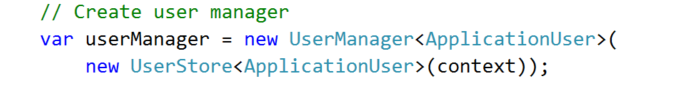 // Create user manager
var userManager = new UserManager<ApplicationUser>(
    new UserStore<ApplicationUser>(context));